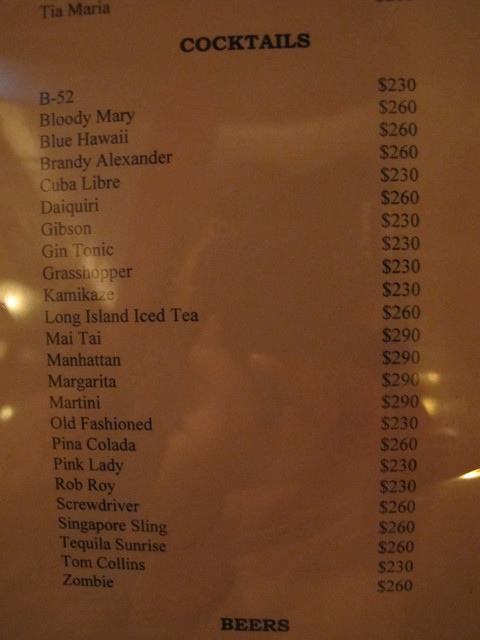 Tia Maria
COCKTAILS
B-52 $230
Bloody Mary $260
Blue Hawaii $260
Brandy Alexander $260
Cuba Libre $230
Daiquiri $260
Gibson $230
Gin Tonic $230
Grasshopper $230
Kamikaze $230
Long Island Iced Tea $260
Mai Tai $290
Manhattan $290
Margarita $290
Martini $290
Old Fashioned $230
Pina Colada $260
Pink Lady $230
Rob Roy $230
Screwdriver $260
Singapore Sling $260
Tequila Sunrise $260
Tom Collins $230
Zombie $260
BEERS